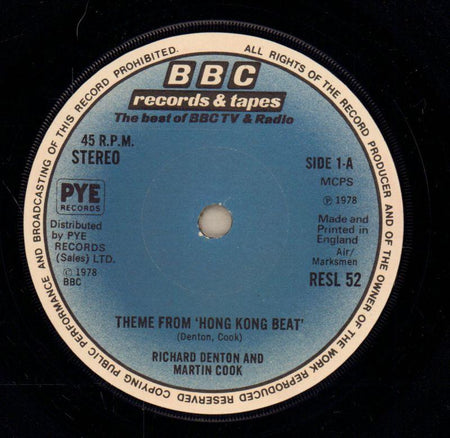 ALL RIGHTS OF THE RECORD PRODUCER AND OF THE OWNER OF THE WORK REPRODUCED RESERVED COPYING PUBLIC PERFORMANCE AND BROADCASTING OF THIS RECORD PROHIBITED.
BBC
records & tapes
The best of BBC TV & Radio
45 R.P.M.
STEREO
PYE
RECORDS
Distributed
by PYE
RECORDS
(Sales) LTD.
© 1978
BBC
SIDE 1-A
MCPS
℗ 1978
Made and
Printed in
England
Air/
Marksmen
RESL 52
THEME FROM 'HONG KONG BEAT'
(Denton, Cook)
RICHARD DENTON AND
MARTIN COOK